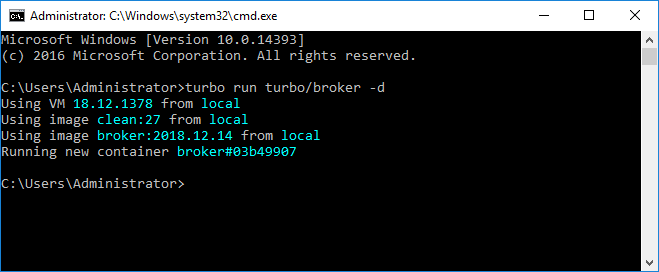 Administrator: C:\Windows\system32\cmd.exe
Microsoft Windows [Version 10.0.14393]
(c) 2016 Microsoft Corporation. All rights reserved.
C:\Users\Administrator>turbo run turbo/broker -d
Using VM 18.12.1378 from local
Using image clean:27 from local
Using image broker:2018.12.14 from local
Running new container broker#03b49907
C:\Users\Administrator>